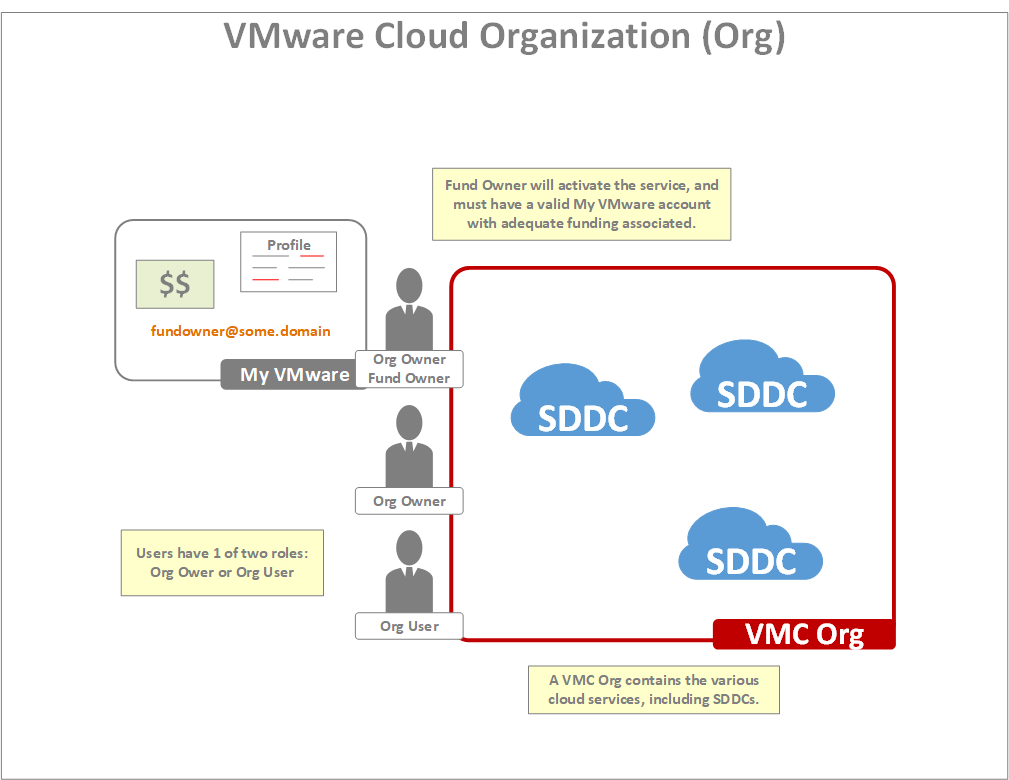 VMware Cloud Organization (Org)
Fund Owner will activate the service, and
must have a valid My VMware account
with adequate funding associated.
Profile
$$
fundowner@some.domain
My VMware
Org Owner
Fund Owner
SDDC
SDDC
Org Owner
Users have 1 of two roles:
Org Ower or Org User
SDDC
Org User
VMC Org
A VMC Org contains the various
cloud services, including SDDCs.